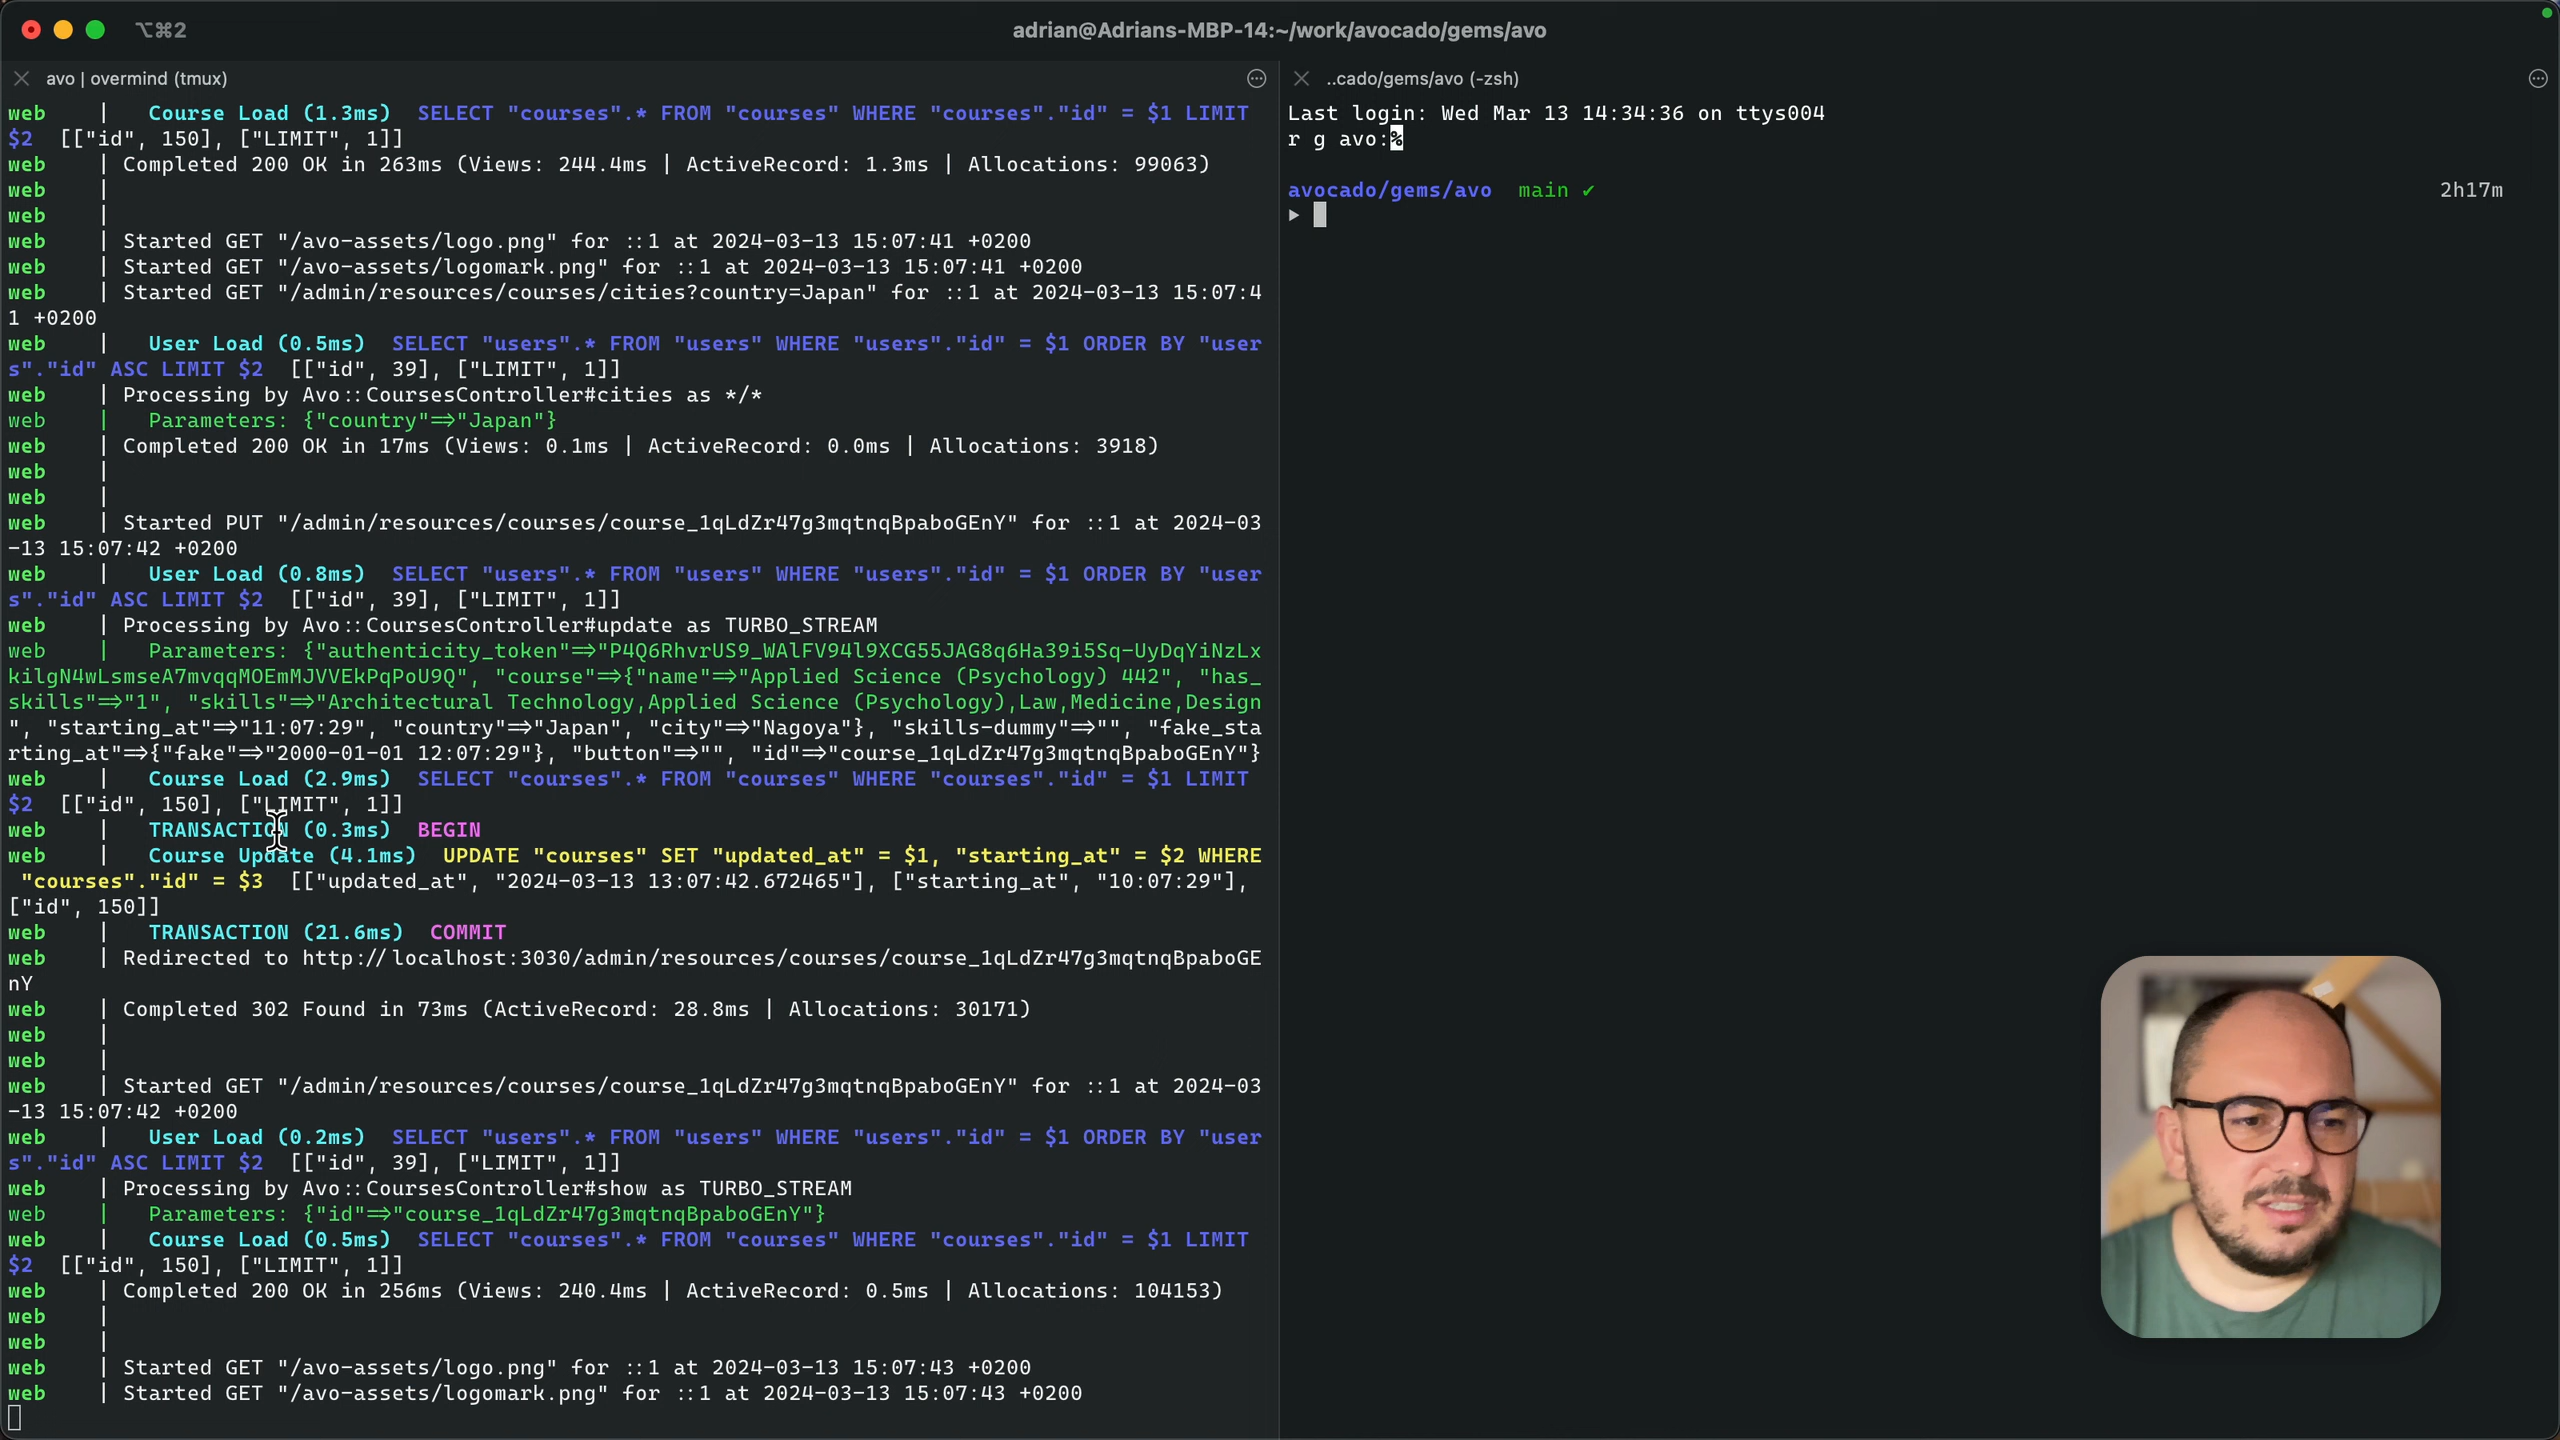 ⌥⌘2
adrian@Adrians-MBP-14:~/work/avocado/gems/avo
avo | overmind (tmux)
web | Course Load (1.3ms) SELECT "courses".* FROM "courses" WHERE "courses"."id" = $1 LIMIT
$2 [["id", 150], ["LIMIT", 1]]
web | Completed 200 OK in 263ms (Views: 244.4ms | ActiveRecord: 1.3ms | Allocations: 99063)
web |
web |
web | Started GET "/avo-assets/logo.png" for ::1 at 2024-03-13 15:07:41 +0200
web | Started GET "/avo-assets/logomark.png" for ::1 at 2024-03-13 15:07:41 +0200
web | Started GET "/admin/resources/courses/cities?country=Japan" for ::1 at 2024-03-13 15:07:4
1 +0200
web | User Load (0.5ms) SELECT "users".* FROM "users" WHERE "users"."id" = $1 ORDER BY "user
s"."id" ASC LIMIT $2 [["id", 39], ["LIMIT", 1]]
web | Processing by Avo::CoursesController#cities as */*
web | Parameters: {"country"=>"Japan"}
web | Completed 200 OK in 17ms (Views: 0.1ms | ActiveRecord: 0.0ms | Allocations: 3918)
web |
web |
web | Started PUT "/admin/resources/courses/course_1qLdZr47g3mqtnqBpaboGEnY" for ::1 at 2024-03
-13 15:07:42 +0200
web | User Load (0.8ms) SELECT "users".* FROM "users" WHERE "users"."id" = $1 ORDER BY "user
s"."id" ASC LIMIT $2 [["id", 39], ["LIMIT", 1]]
web | Processing by Avo::CoursesController#update as TURBO_STREAM
web | Parameters: {"authenticity_token"=>"P4Q6RhvrUS9_WAlFV94l9XCG55JAG8q6Ha39i5Sq-UyDqYiNzLx
kilgN4wLsmseA7mvqqMOEmMJVVEkPqPoU9Q", "course"=>{"name"=>"Applied Science (Psychology) 442", "has_
skills"=>"1", "skills"=>"Architectural Technology,Applied Science (Psychology),Law,Medicine,Design
", "starting_at"=>"11:07:29", "country"=>"Japan", "city"=>"Nagoya"}, "skills-dummy"=>"", "fake_sta
rting_at"=>{"fake"=>"2000-01-01 12:07:29"}, "button"=>"", "id"=>"course_1qLdZr47g3mqtnqBpaboGEnY"}
web | Course Load (2.9ms) SELECT "courses".* FROM "courses" WHERE "courses"."id" = $1 LIMIT
$2 [["id", 150], ["LIMIT", 1]]
web | TRANSACTION (0.3ms) BEGIN
web | Course Update (4.1ms) UPDATE "courses" SET "updated_at" = $1, "starting_at" = $2 WHERE
"courses"."id" = $3 [["updated_at", "2024-03-13 13:07:42.672465"], ["starting_at", "10:07:29"],
["id", 150]]
web | TRANSACTION (21.6ms) COMMIT
web | Redirected to http://localhost:3030/admin/resources/courses/course_1qLdZr47g3mqtnqBpaboGE
nY
web | Completed 302 Found in 73ms (ActiveRecord: 28.8ms | Allocations: 30171)
web |
web |
web | Started GET "/admin/resources/courses/course_1qLdZr47g3mqtnqBpaboGEnY" for ::1 at 2024-03
-13 15:07:42 +0200
web | User Load (0.2ms) SELECT "users".* FROM "users" WHERE "users"."id" = $1 ORDER BY "user
s"."id" ASC LIMIT $2 [["id", 39], ["LIMIT", 1]]
web | Processing by Avo::CoursesController#show as TURBO_STREAM
web | Parameters: {"id"=>"course_1qLdZr47g3mqtnqBpaboGEnY"}
web | Course Load (0.5ms) SELECT "courses".* FROM "courses" WHERE "courses"."id" = $1 LIMIT
$2 [["id", 150], ["LIMIT", 1]]
web | Completed 200 OK in 256ms (Views: 240.4ms | ActiveRecord: 0.5ms | Allocations: 104153)
web |
web |
web | Started GET "/avo-assets/logo.png" for ::1 at 2024-03-13 15:07:43 +0200
web | Started GET "/avo-assets/logomark.png" for ::1 at 2024-03-13 15:07:43 +0200
..cado/gems/avo (-zsh)
Last login: Wed Mar 13 14:34:36 on ttys004
r g avo:%
avocado/gems/avo main ✔ 2h17m
▶